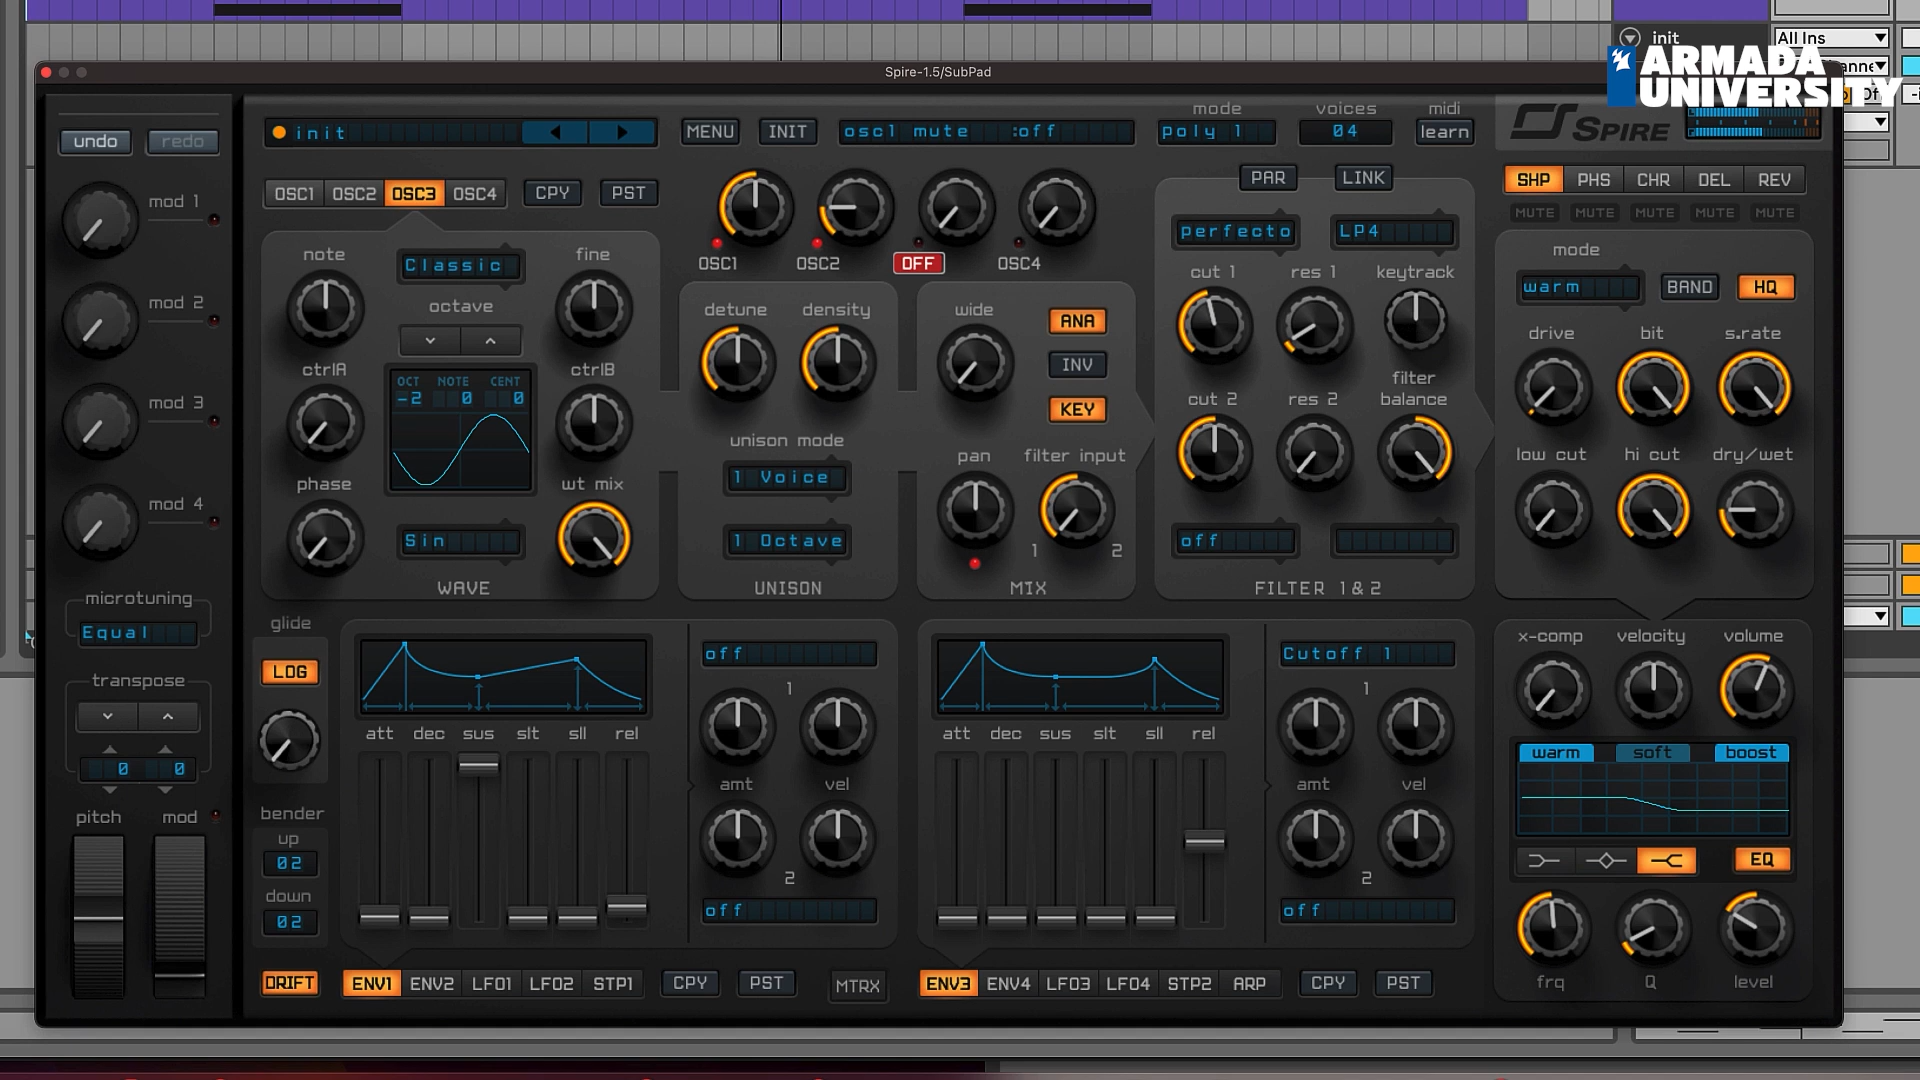 init
All Ins
Spire-1.5/SubPad
ARMADA
UNIVERSITY
undo
redo
init
MENU
INIT
osc1 mute :off
mode
poly 1
voices
04
midi
learn
SPIRE
mod 1
mod 2
mod 3
mod 4
microtuning
Equal
transpose
0 0
pitch
mod
OSC1
OSC2
OSC3
OSC4
CPY
PST
note
Classic
fine
octave
ctrlA
OCT NOTE CENT
-2 0 0
ctrlB
phase
Sin
wt mix
WAVE
OSC1
OSC2
OFF
OSC4
detune
density
unison mode
1 Voice
1 Octave
UNISON
wide
ANA
INV
KEY
pan
filter input
1
2
MIX
PAR
LINK
perfecto
LP4
cut 1
res 1
keytrack
cut 2
res 2
filter
balance
off
FILTER 1&2
SHP
PHS
CHR
DEL
REV
MUTE
MUTE
MUTE
MUTE
MUTE
mode
warm
BAND
HQ
drive
bit
s.rate
low cut
hi cut
dry/wet
glide
LOG
bender
up
02
down
02
DRIFT
att dec sus slt sll rel
off
1
amt
vel
2
off
ENV1
ENV2
LFO1
LFO2
STP1
CPY
PST
MTRX
att dec sus slt sll rel
Cutoff 1
1
amt
vel
2
off
ENV3
ENV4
LFO3
LFO4
STP2
ARP
CPY
PST
x-comp
velocity
volume
warm
soft
boost
EQ
frq
Q
level